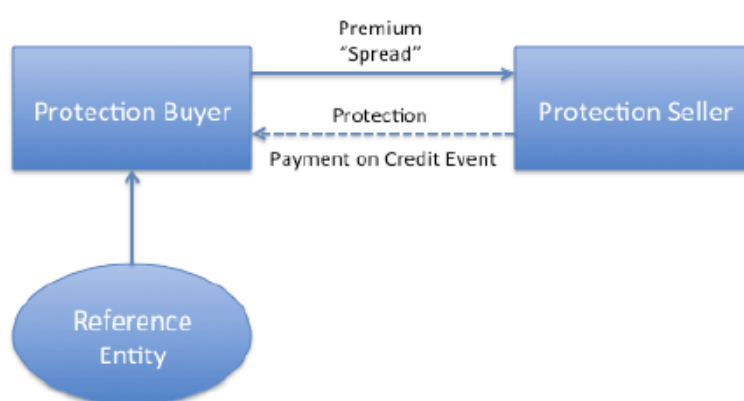 Premium
“Spread”
Protection Buyer
Protection
Protection Seller
Payment on Credit Event
Reference
Entity